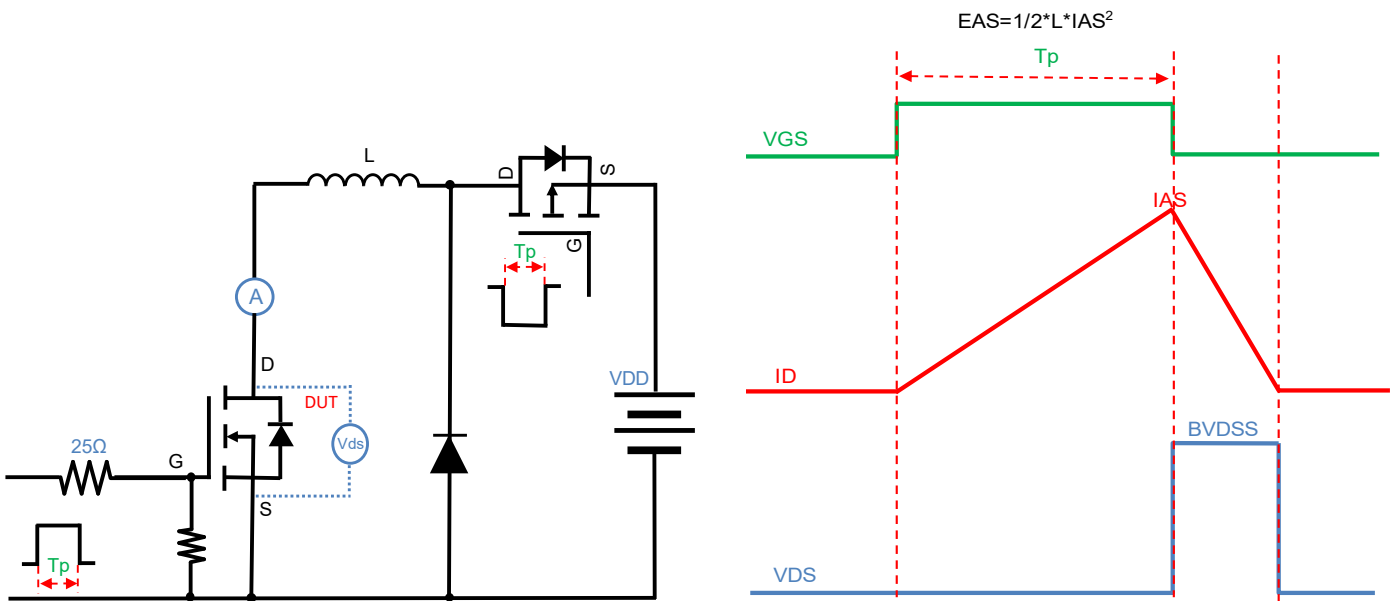 L
D
S
G
Tp
A
D
DUT
Vds
25Ω
G
S
Tp
VDD
EAS=1/2*L*IAS²
Tp
VGS
IAS
ID
BVDSS
VDS